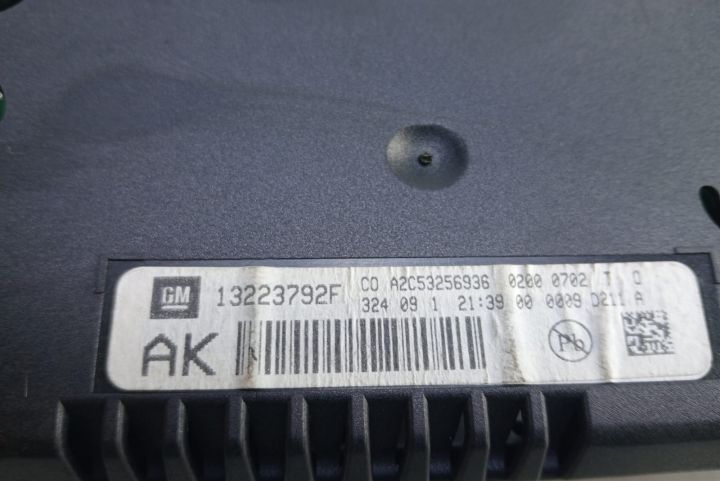 GM 13223792F CO A2C53256936 0200 0702 T 0
324 09 1 21:39 00 0009 D211 A
AK Pb